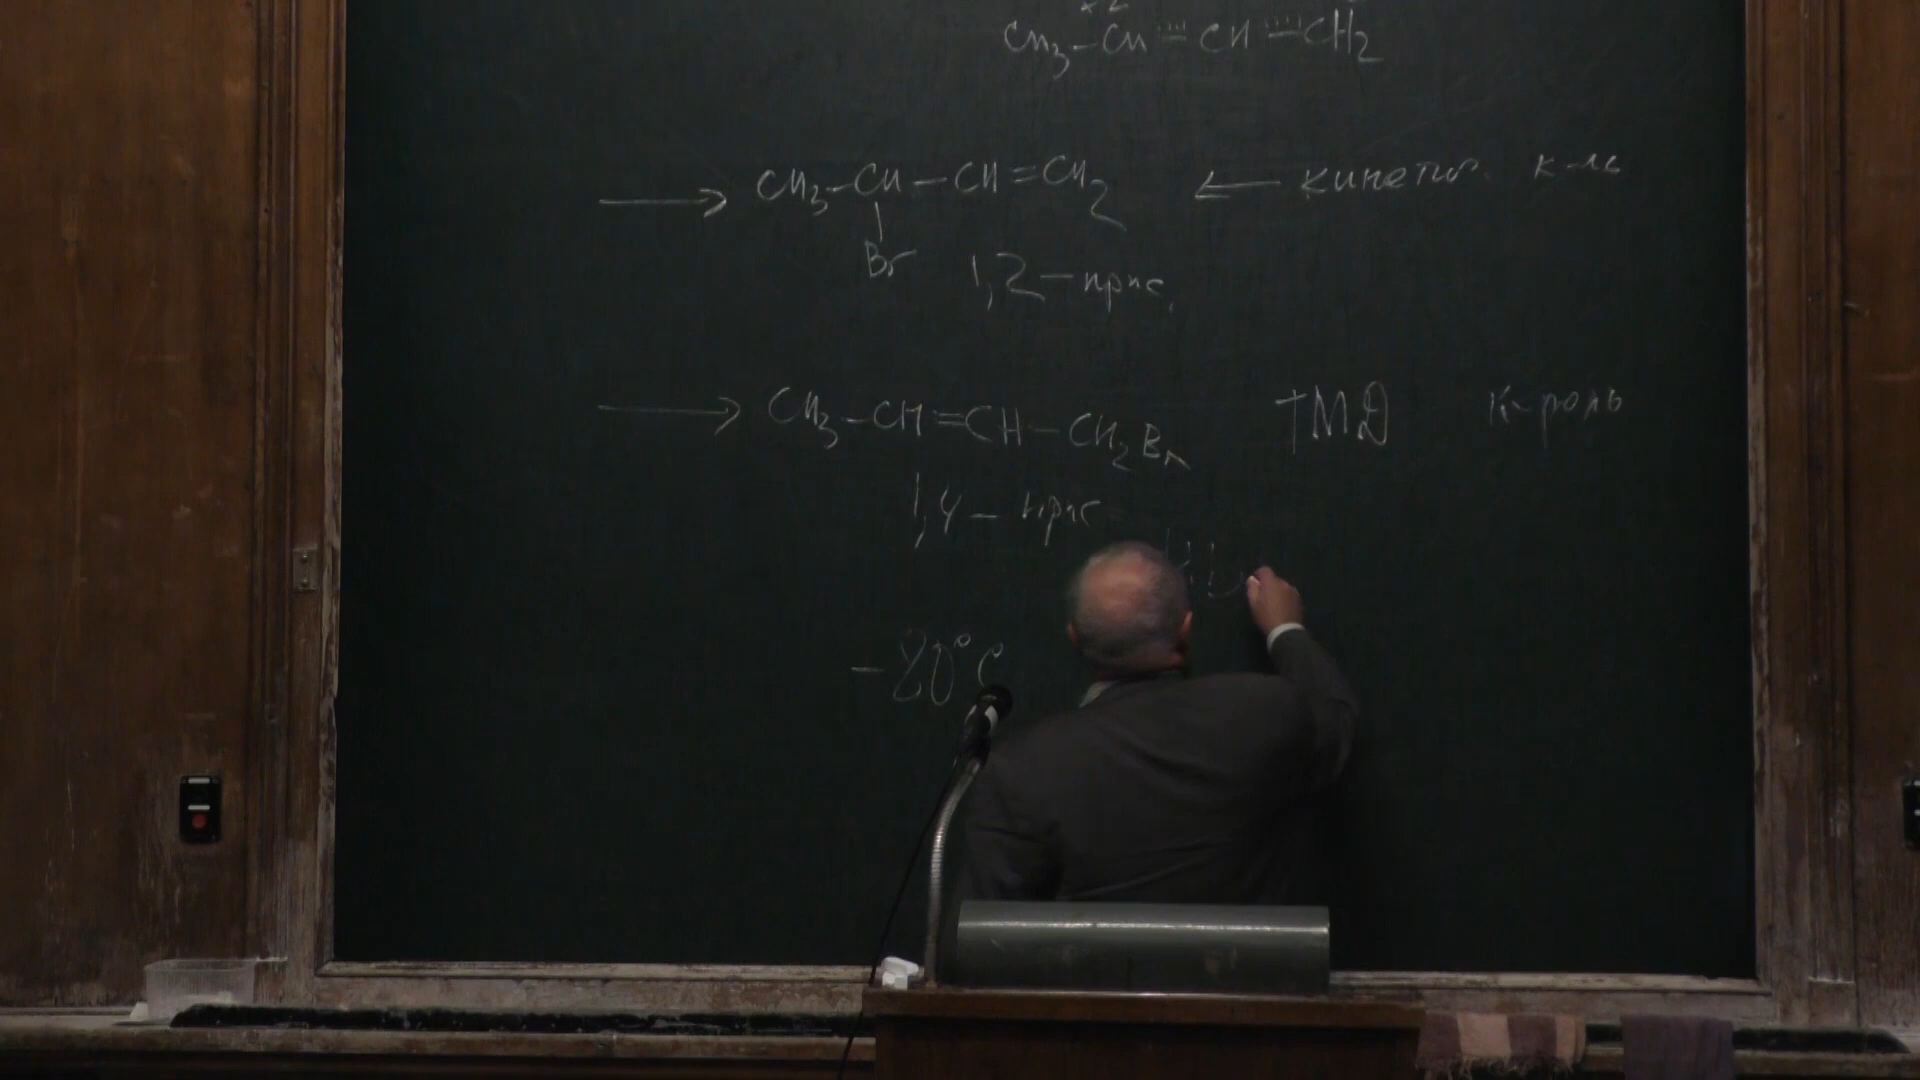 CH₃-CH=CH=CH₂
→ CH₃-CH-CH=CH₂ ← кинетич. к-ль
Br 1,2-прис.
→ CH₃-CH=CH-CH₂Br ТМД К-роль
1,4-прис
-80°C